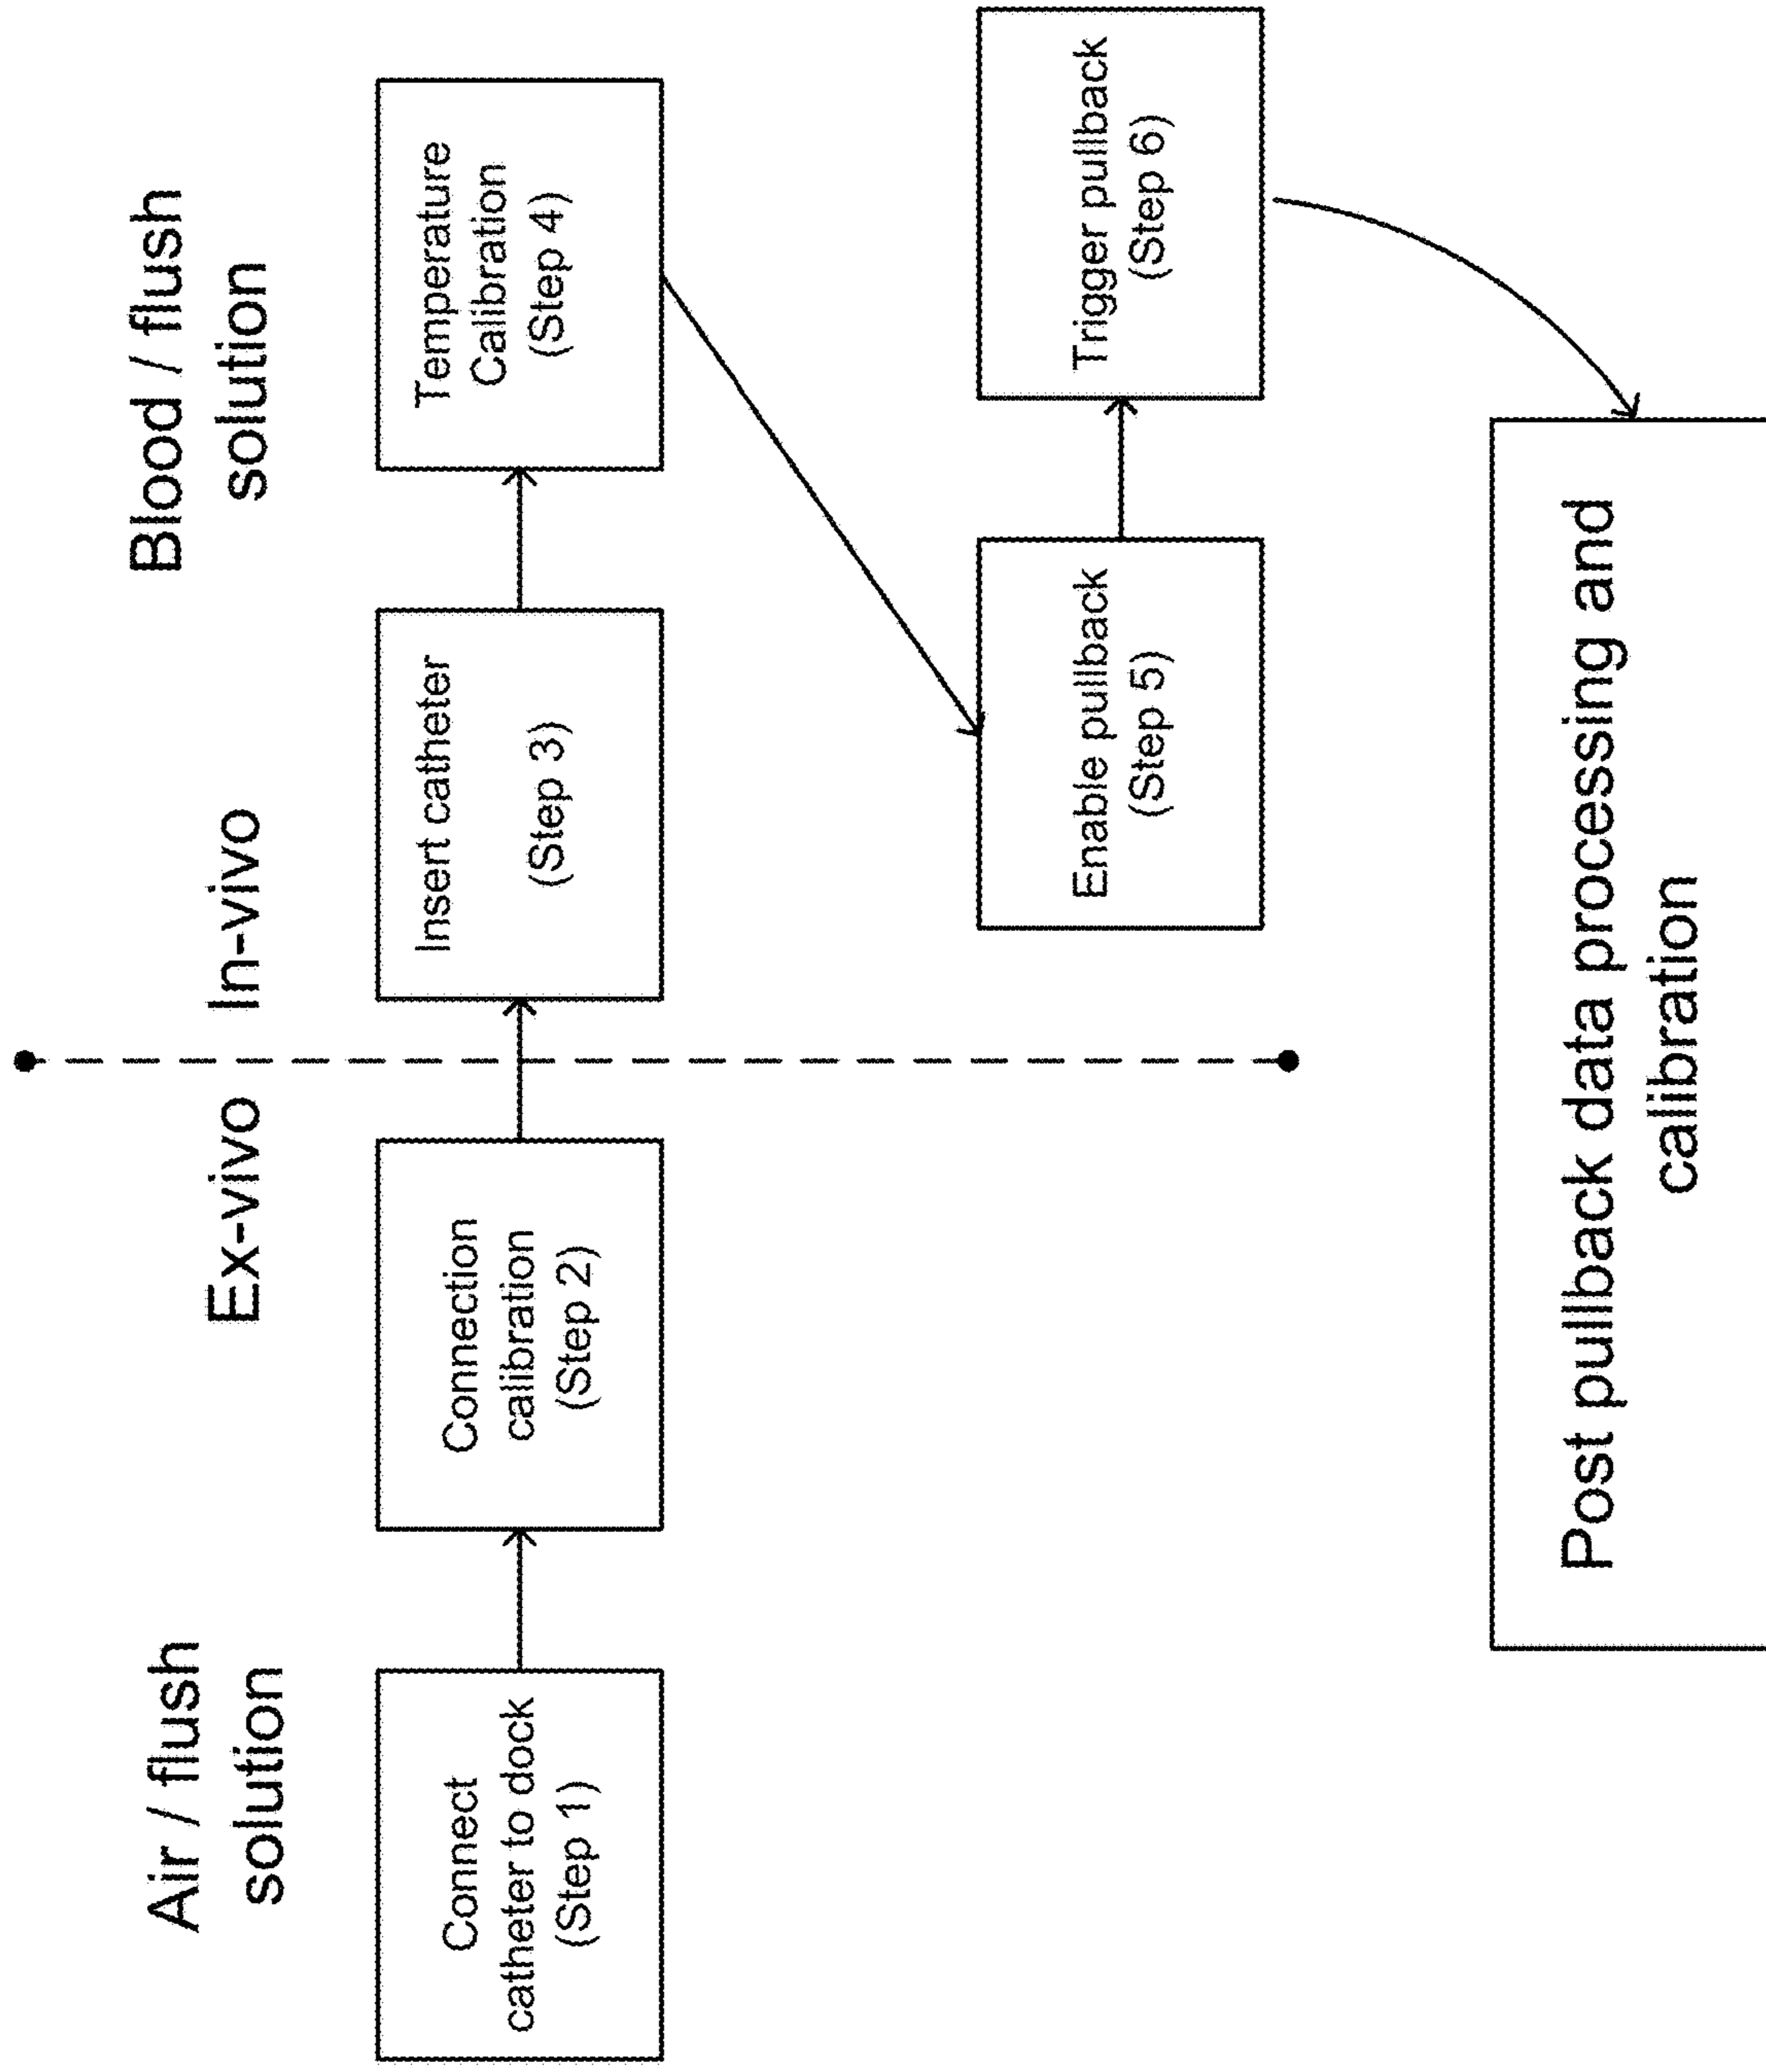 Air / flush
solution
Ex-vivo
In-vivo
Blood / flush
solution
Connect
catheter to dock
(Step 1)
Connection
calibration
(Step 2)
Insert catheter
(Step 3)
Temperature
Calibration
(Step 4)
Enable pullback
(Step 5)
Trigger pullback
(Step 6)
Post pullback data processing and
calibration